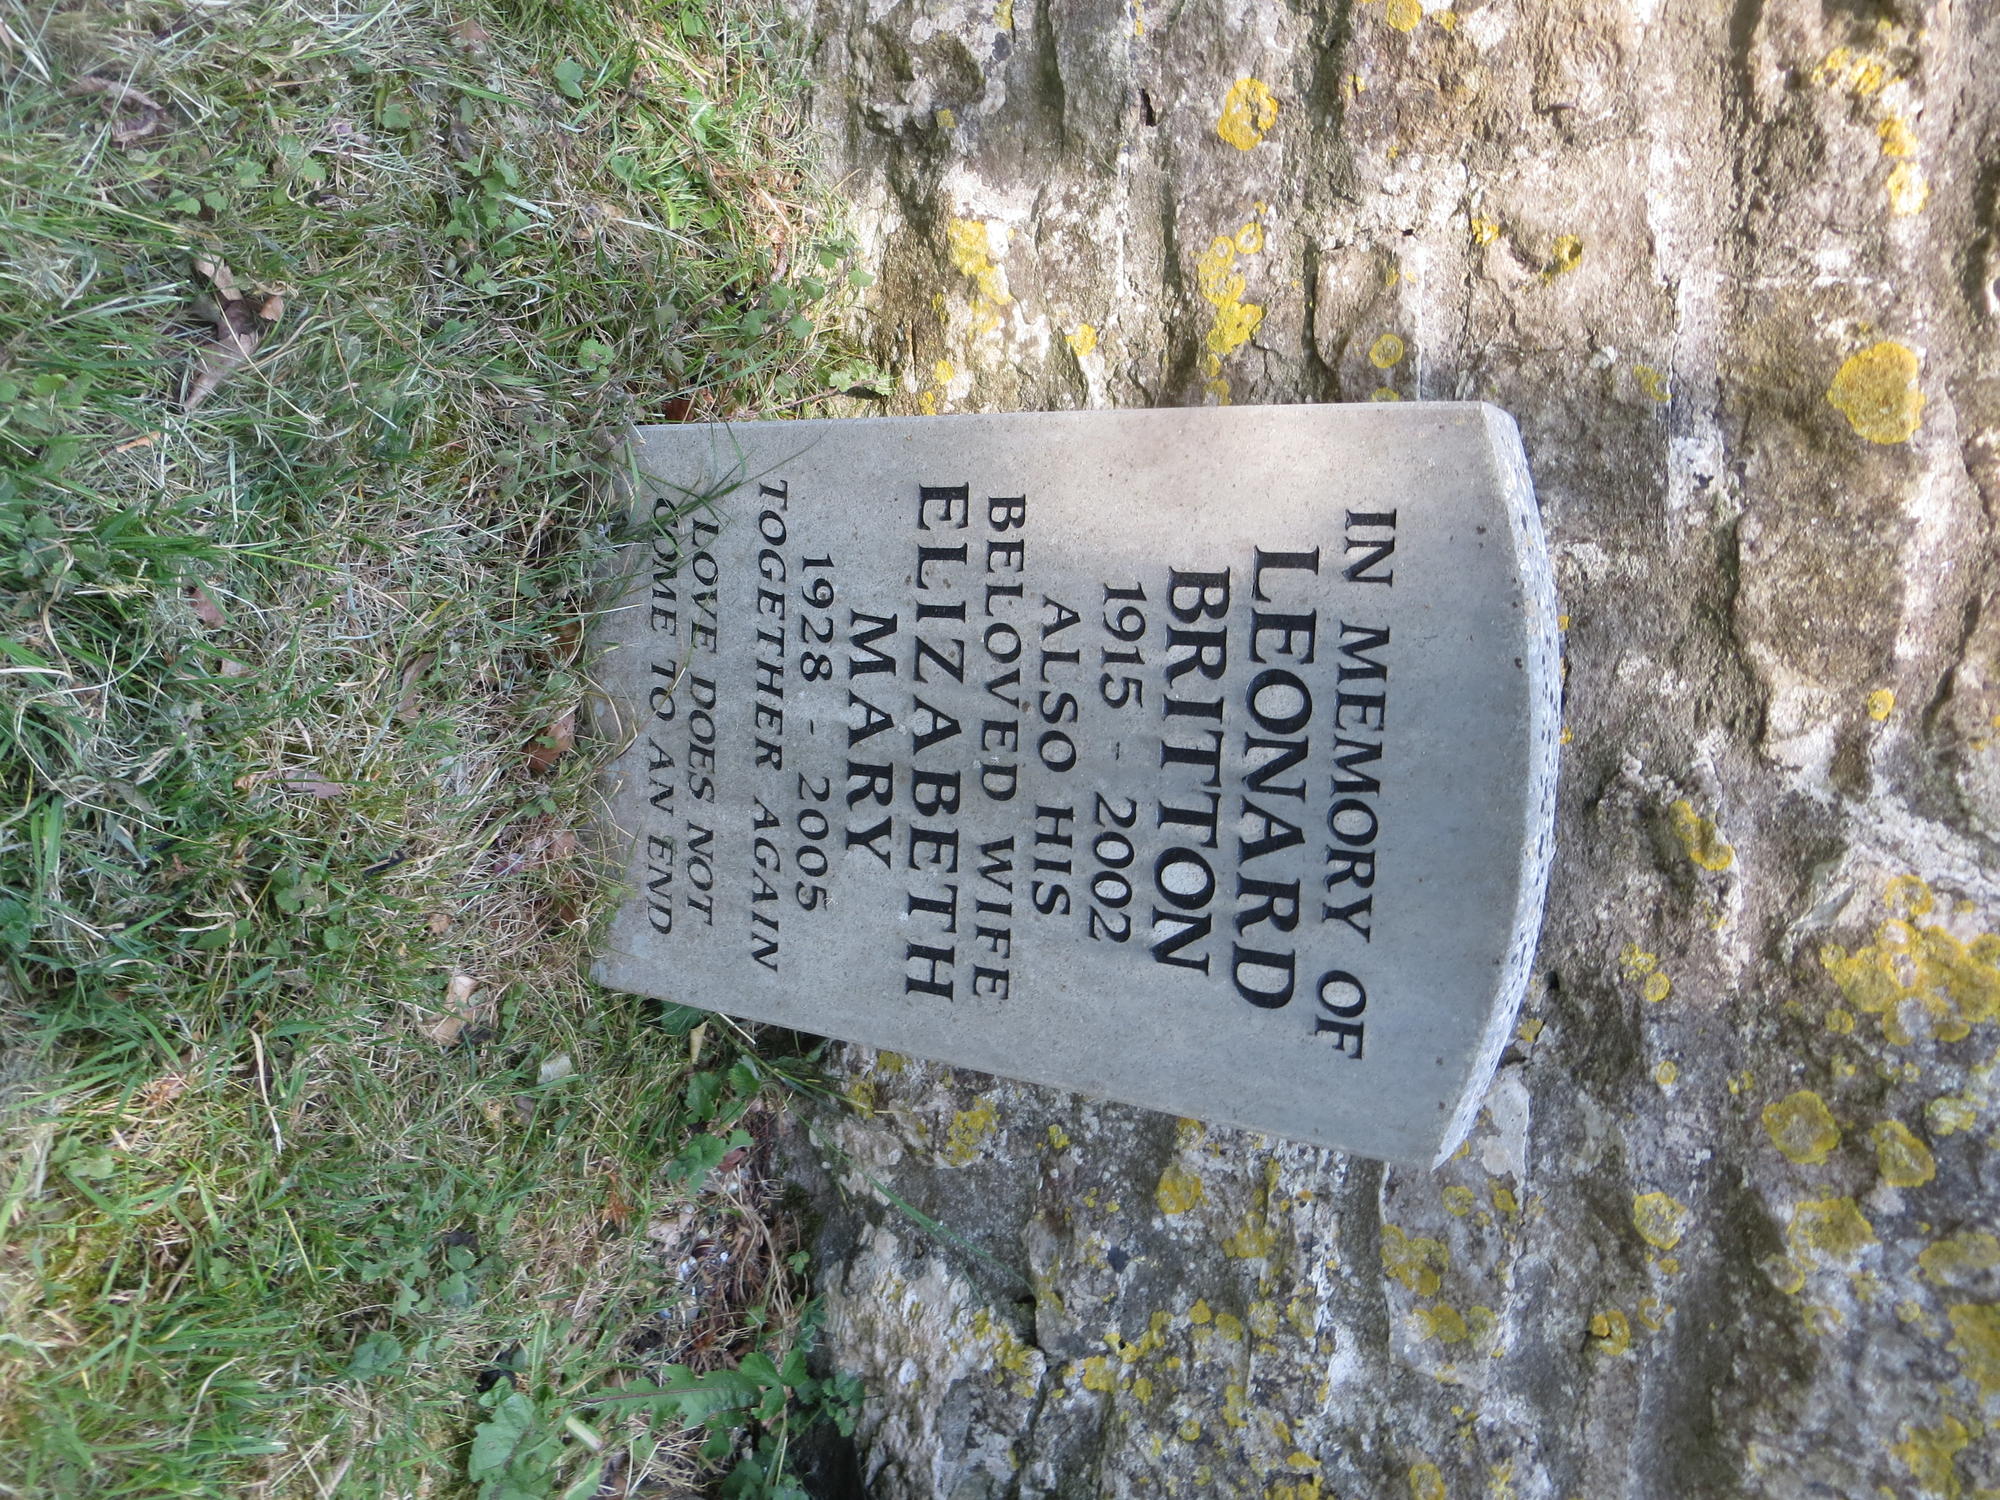 IN MEMORY OF
LEONARD
BRITTON
1915 - 2002
ALSO HIS
BELOVED WIFE
ELIZABETH
MARY
1928 - 2005
TOGETHER AGAIN
LOVE DOES NOT
COME TO AN END